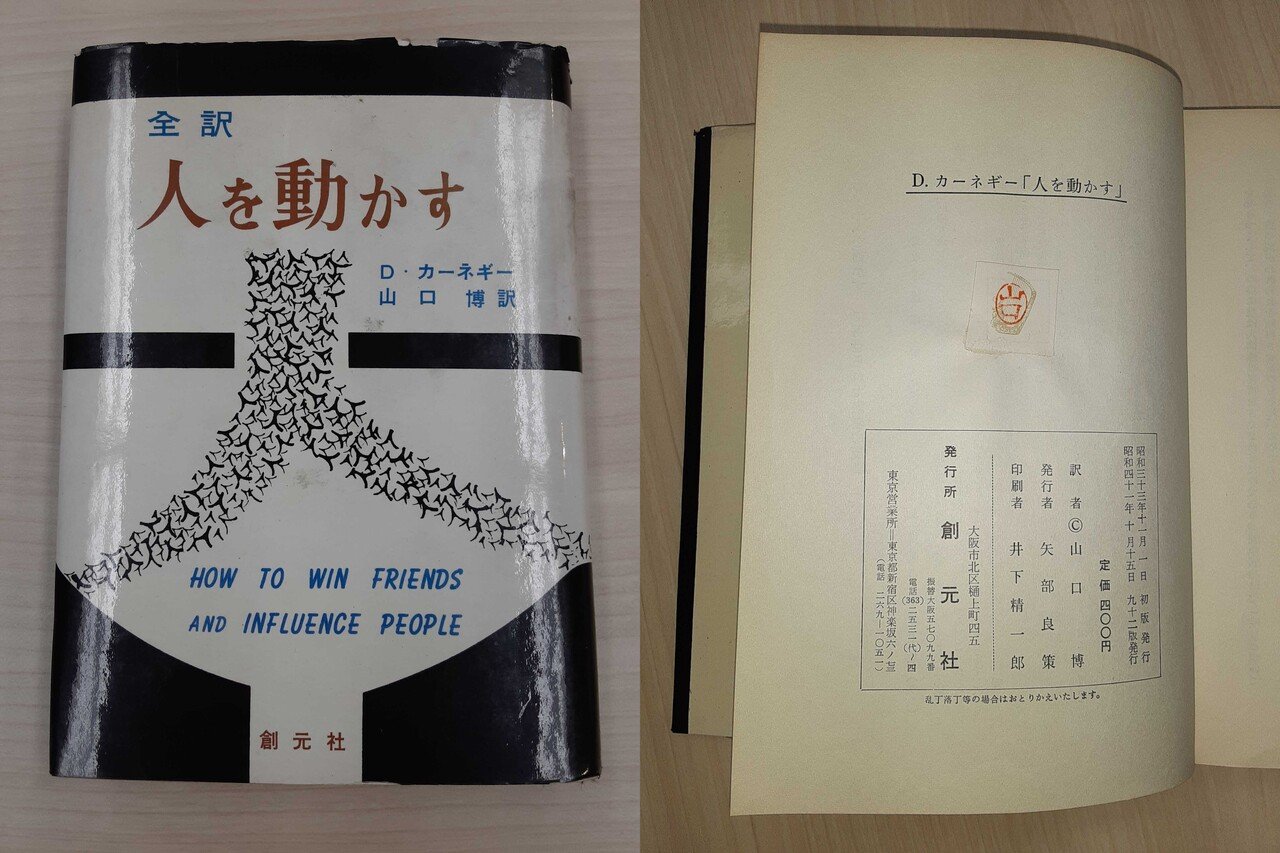 全訳
人を動かす
D・カーネギー
山口 博訳
HOW TO WIN FRIENDS
AND INFLUENCE PEOPLE
創元社
D. カーネギー「人を動かす」
山口
昭和三十三年十一月 一日 初版発行
昭和四十一年 十月十五日 九十二版発行
定価 四〇〇円
訳者 © 山口 博
発行者 矢部良策
印刷者 井下精一郎
発行所 創元社
大阪市北区樋上町四五
振替大阪五七〇九九番
電話(363)二五三一(代)ノ四
東京営業所=東京都新宿区神楽坂六ノ
(電話 二六九―一〇五一)
乱丁落丁等の場合はおとりかえいたします。